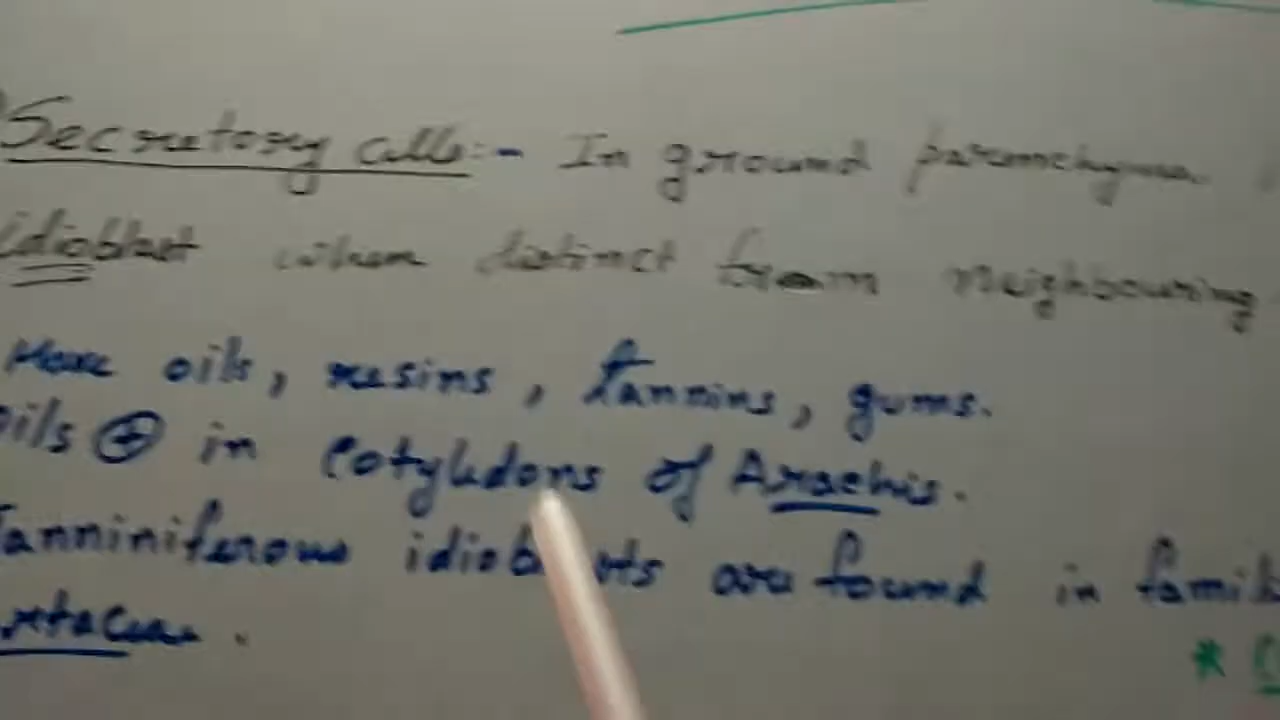 Secretory cells:- In ground parenchyma
idioblast when distinct from neighbouring
Have oils, resins, tannins, gums.
oils ⊕ in cotyledons of Arachis.
Tanniniferous idioblasts are found in famil
*